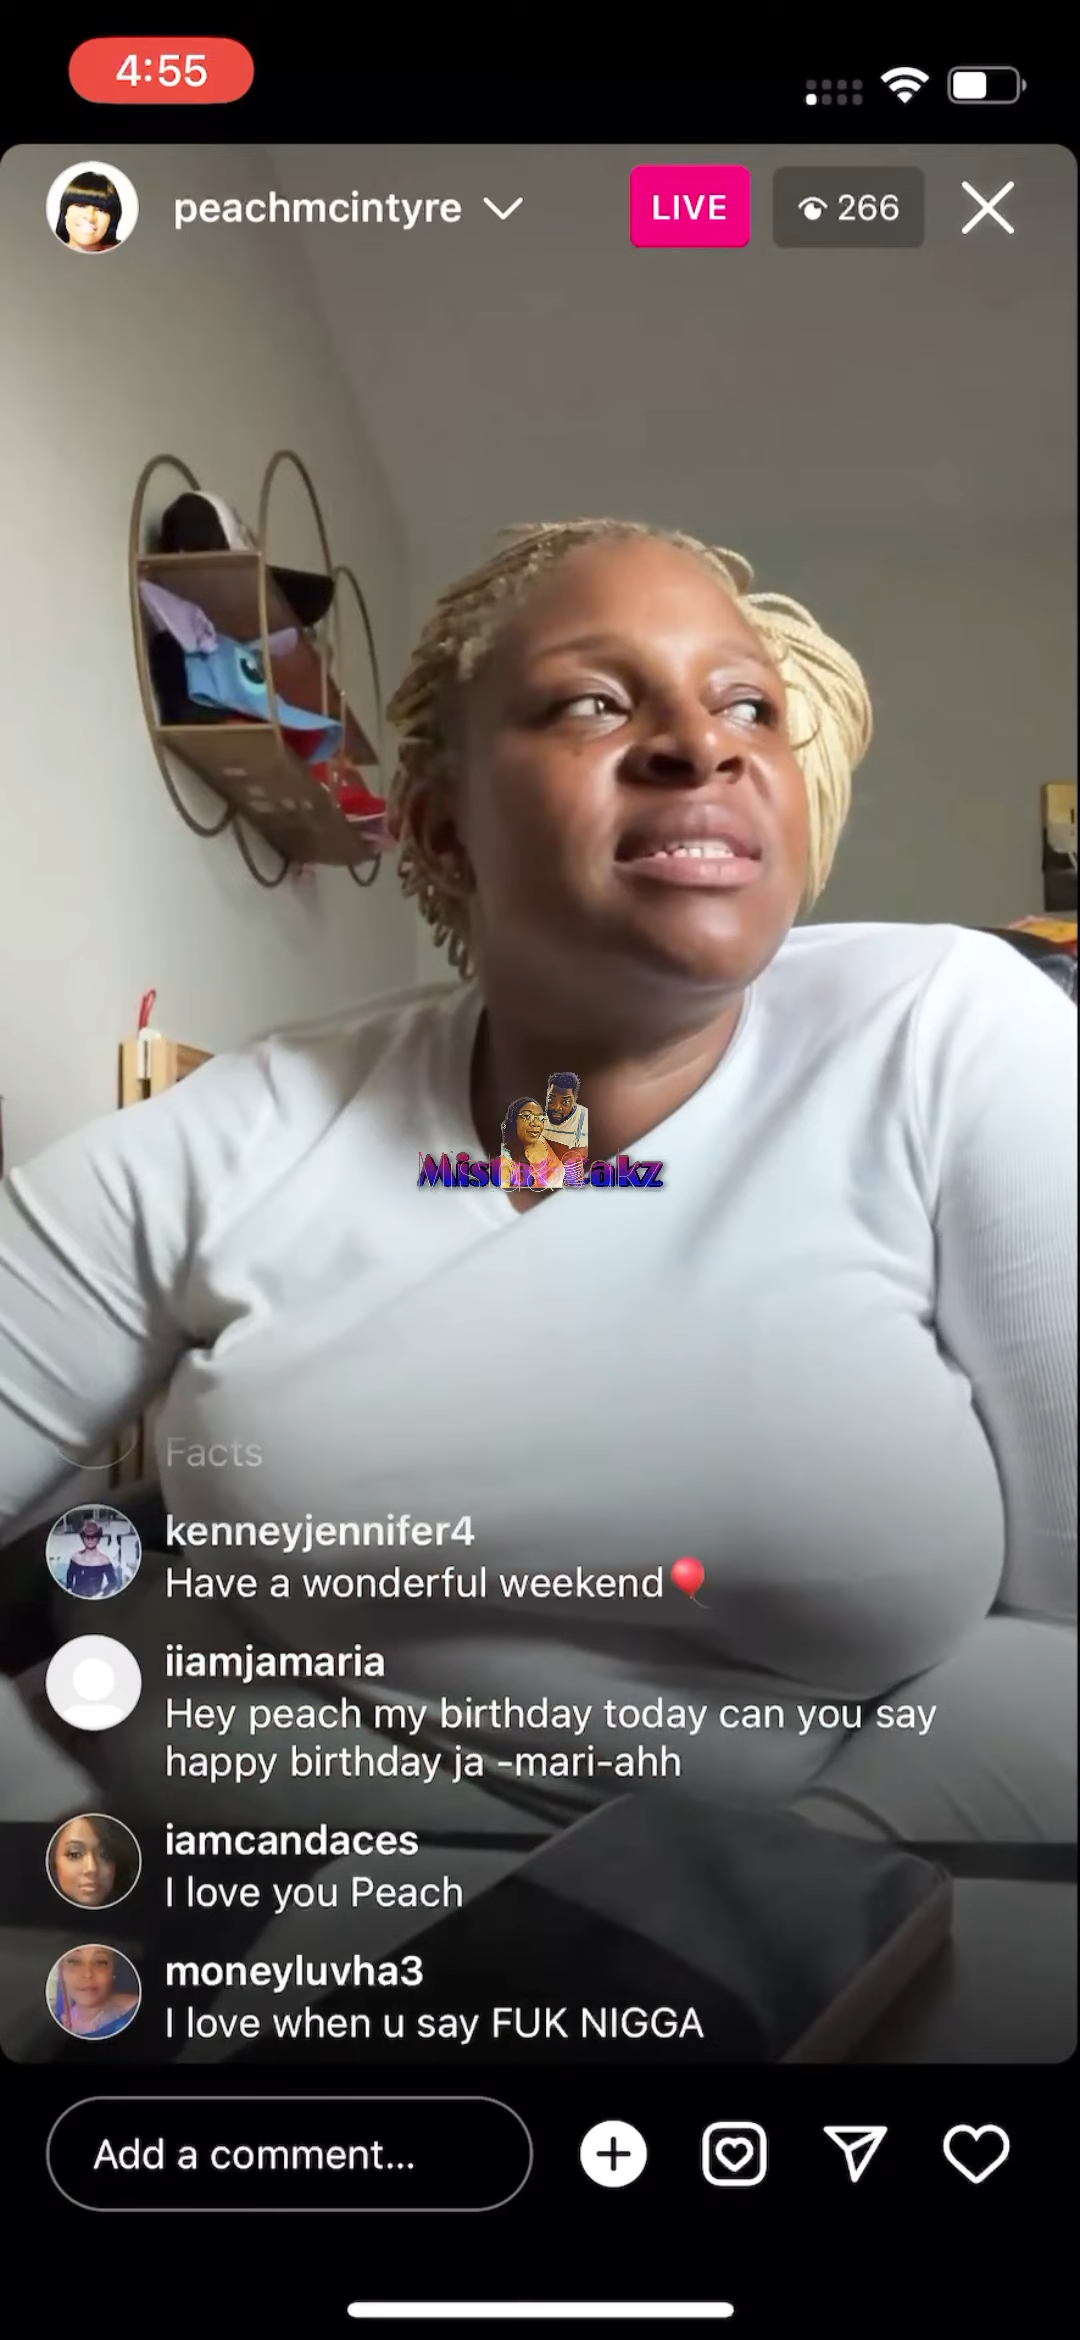 4:55
peachmcintyre
LIVE
266
Facts
kenneyjennifer4
Have a wonderful weekend🎈
iiamjamaria
Hey peach my birthday today can you say
happy birthday ja -mari-ahh
iamcandaces
I love you Peach
moneyluvha3
I love when u say FUK NIGGA
Add a comment...